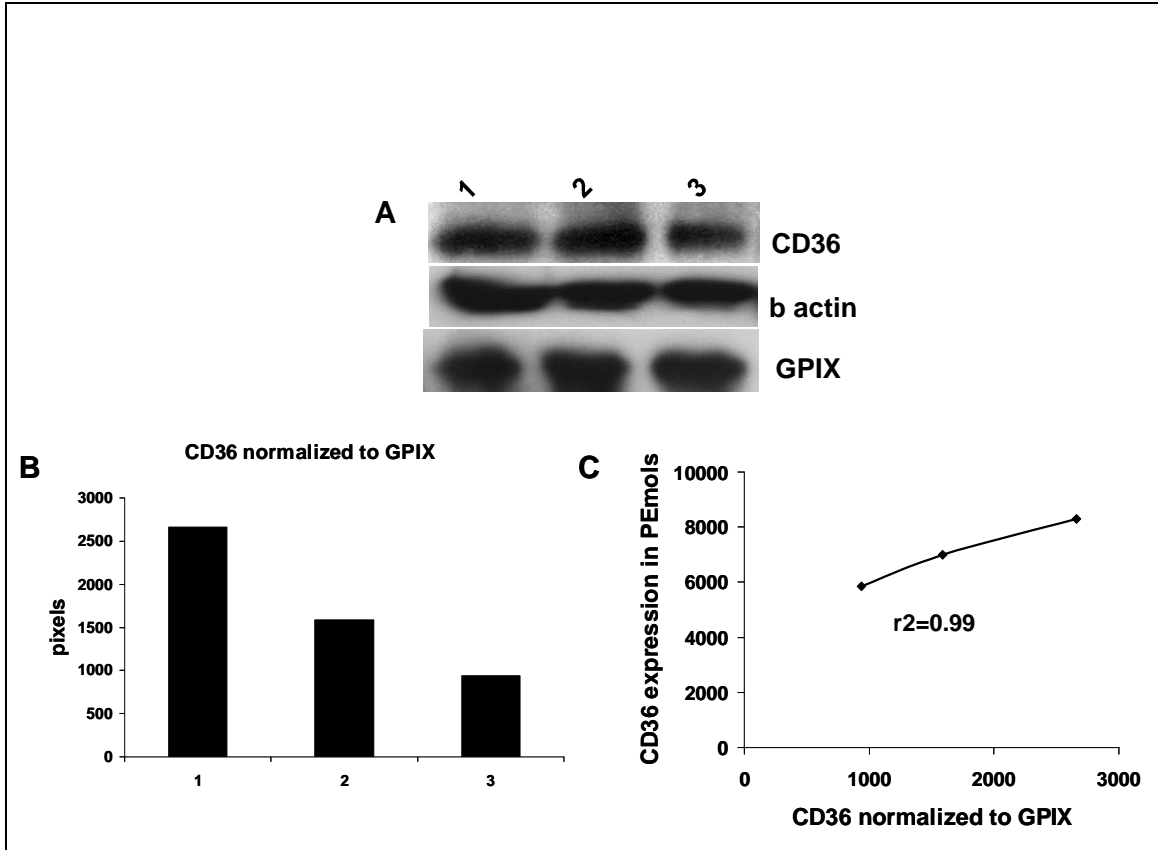 A
1 2 3
CD36
b actin
GPIX
B
CD36 normalized to GPIX
pixels
3000
2500
2000
1500
1000
500
0
1 2 3
C
CD36 expression in PEmols
10000
8000
6000
4000
2000
0
r2=0.99
0 1000 2000 3000
CD36 normalized to GPIX